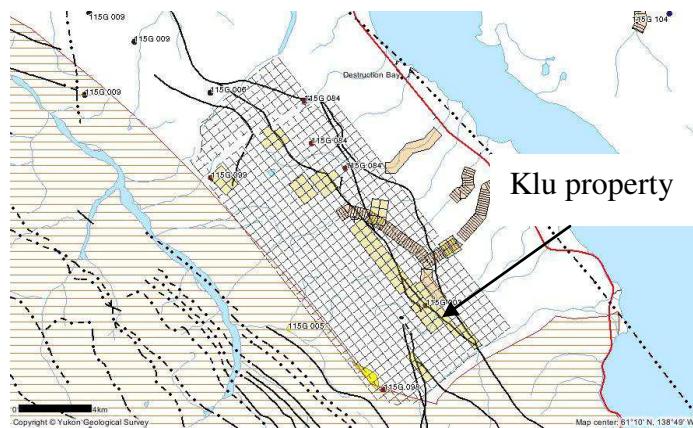 115G 009
115G 104
115G 009
Destruction Bay
115G 009
115G 006
115G 084
115G 084
115G 084
115G 099
Klu property
115G 003
115G 005
115G 098
0
4km
Copyright © Yukon Geological Survey
Map center: 61°10' N, 138°49' W